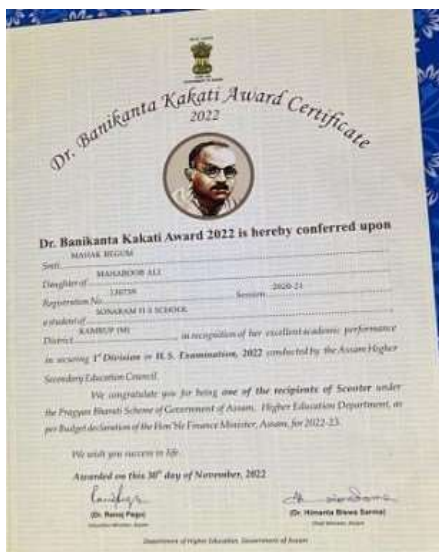 Dr. Banikanta Kakati Award Certificate
2022
Dr. Banikanta Kakati Award 2022 is hereby conferred upon
Smti MAHAK BEGUM
Daughter of MAHABOOB ALI
Registration No. Session 2020-21
a student of SONARAM H S SCHOOL
District KAMRUP (M) in recognition of her excellent academic performance
in securing 1st Division in H.S. Examination, 2022 conducted by the Assam Higher
Secondary Education Council.
We congratulate you for being one of the recipients of Scooter under
the Pragyan Bharati Scheme of Government of Assam, Higher Education Department, as
per Budget declaration of the Hon'ble Finance Minister, Assam, for 2022-23.
We wish you success in life.
Awarded on this 30th day of November, 2022
(Dr. Ranoj Pegu) (Dr. Himanta Biswa Sarma)
Education Minister, Assam Chief Minister, Assam
Department of Higher Education, Government of Assam